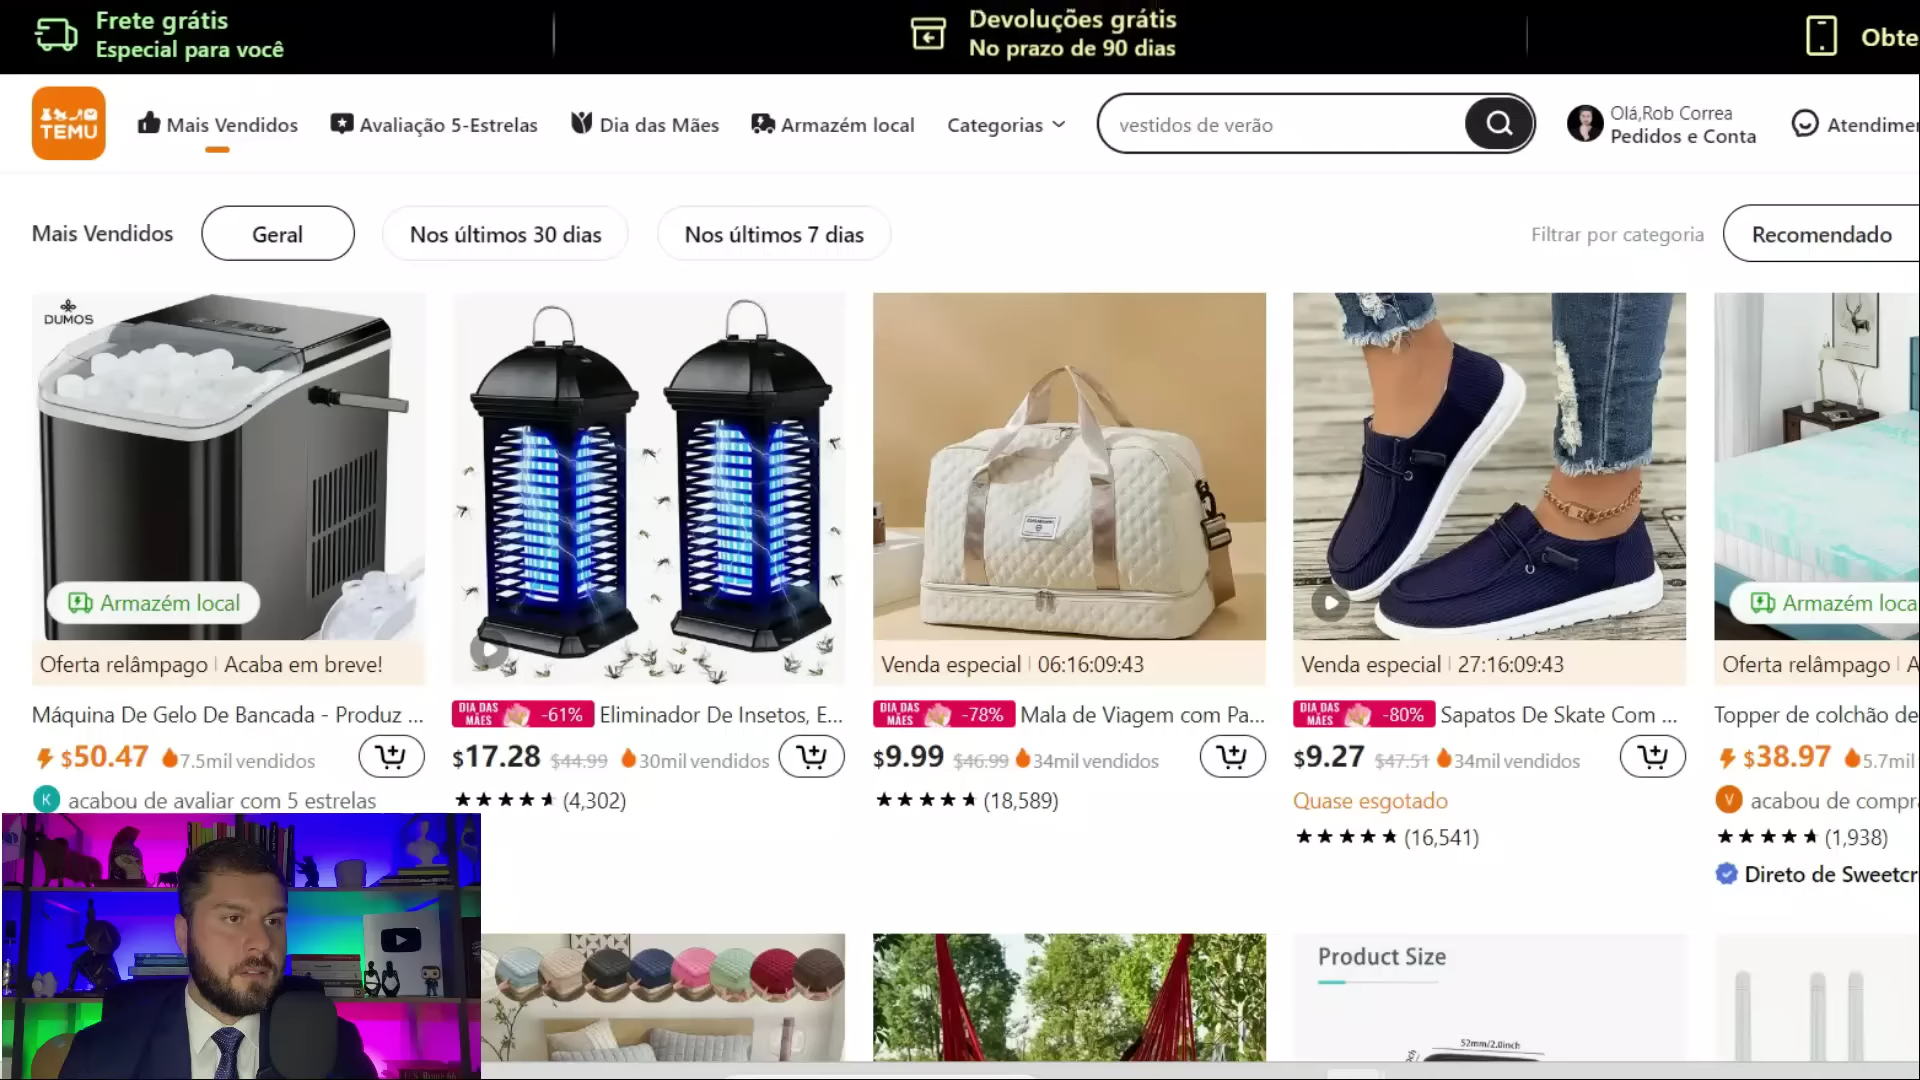 Frete grátis
Especial para você
Devoluções grátis
No prazo de 90 dias
Obte
TEMU
Mais Vendidos
Avaliação 5-Estrelas
Dia das Mães
Armazém local
Categorias
vestidos de verão
Olá,Rob Correa
Pedidos e Conta
Atendimen
Mais Vendidos
Geral
Nos últimos 30 dias
Nos últimos 7 dias
Filtrar por categoria
Recomendado
DUMOS
Armazém local
Oferta relâmpago | Acaba em breve!
Máquina De Gelo De Bancada - Produz ...
$50.47 7.5mil vendidos
K acabou de avaliar com 5 estrelas
DIA DAS MÃES -61% Eliminador De Insetos, E...
$17.28 $44.99 30mil vendidos
(4,302)
Venda especial | 06:16:09:43
DIA DAS MÃES -78% Mala de Viagem com Pa...
$9.99 $46.99 34mil vendidos
(18,589)
Venda especial | 27:16:09:43
DIA DAS MÃES -80% Sapatos De Skate Com ...
$9.27 $47.51 34mil vendidos
Quase esgotado
(16,541)
Armazém loca
Oferta relâmpago | A
Topper de colchão de
$38.97 5.7mil
V acabou de compr
(1,938)
Direto de Sweetcr
Product Size
52mm/2.0inch